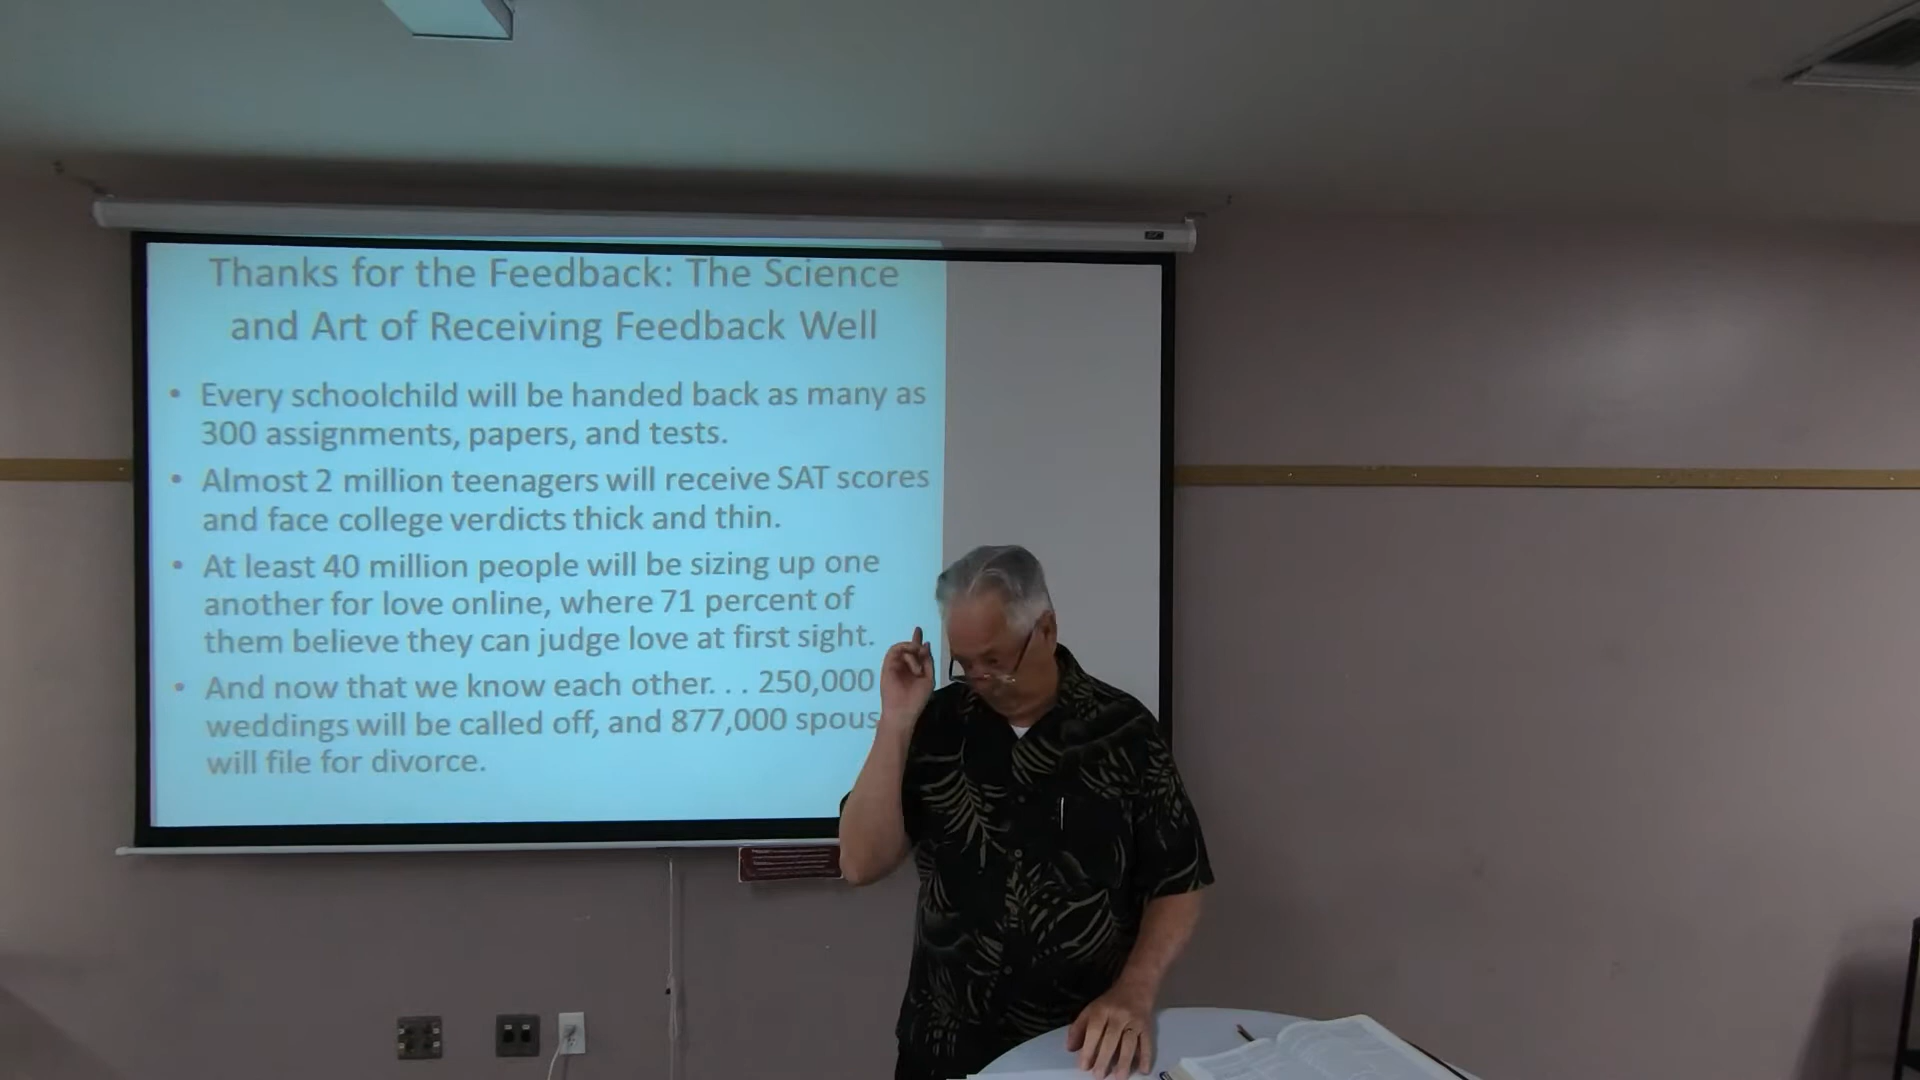 Thanks for the Feedback: The Science
and Art of Receiving Feedback Well
• Every schoolchild will be handed back as many as
300 assignments, papers, and tests.
• Almost 2 million teenagers will receive SAT scores
and face college verdicts thick and thin.
• At least 40 million people will be sizing up one
another for love online, where 71 percent of
them believe they can judge love at first sight.
• And now that we know each other. . . 250,000
weddings will be called off, and 877,000 spous
will file for divorce.